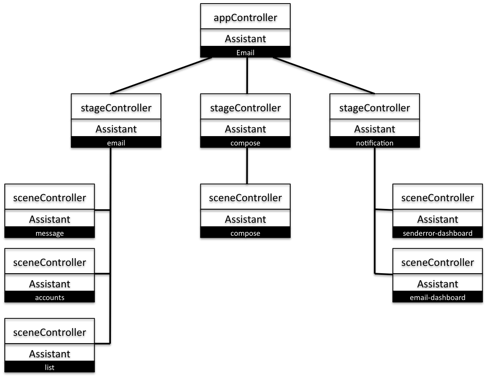 appController
Assistant
Email
stageController
Assistant
email
stageController
Assistant
compose
stageController
Assistant
notification
sceneController
Assistant
message
sceneController
Assistant
compose
sceneController
Assistant
senderror-dashboard
sceneController
Assistant
accounts
sceneController
Assistant
email-dashboard
sceneController
Assistant
list